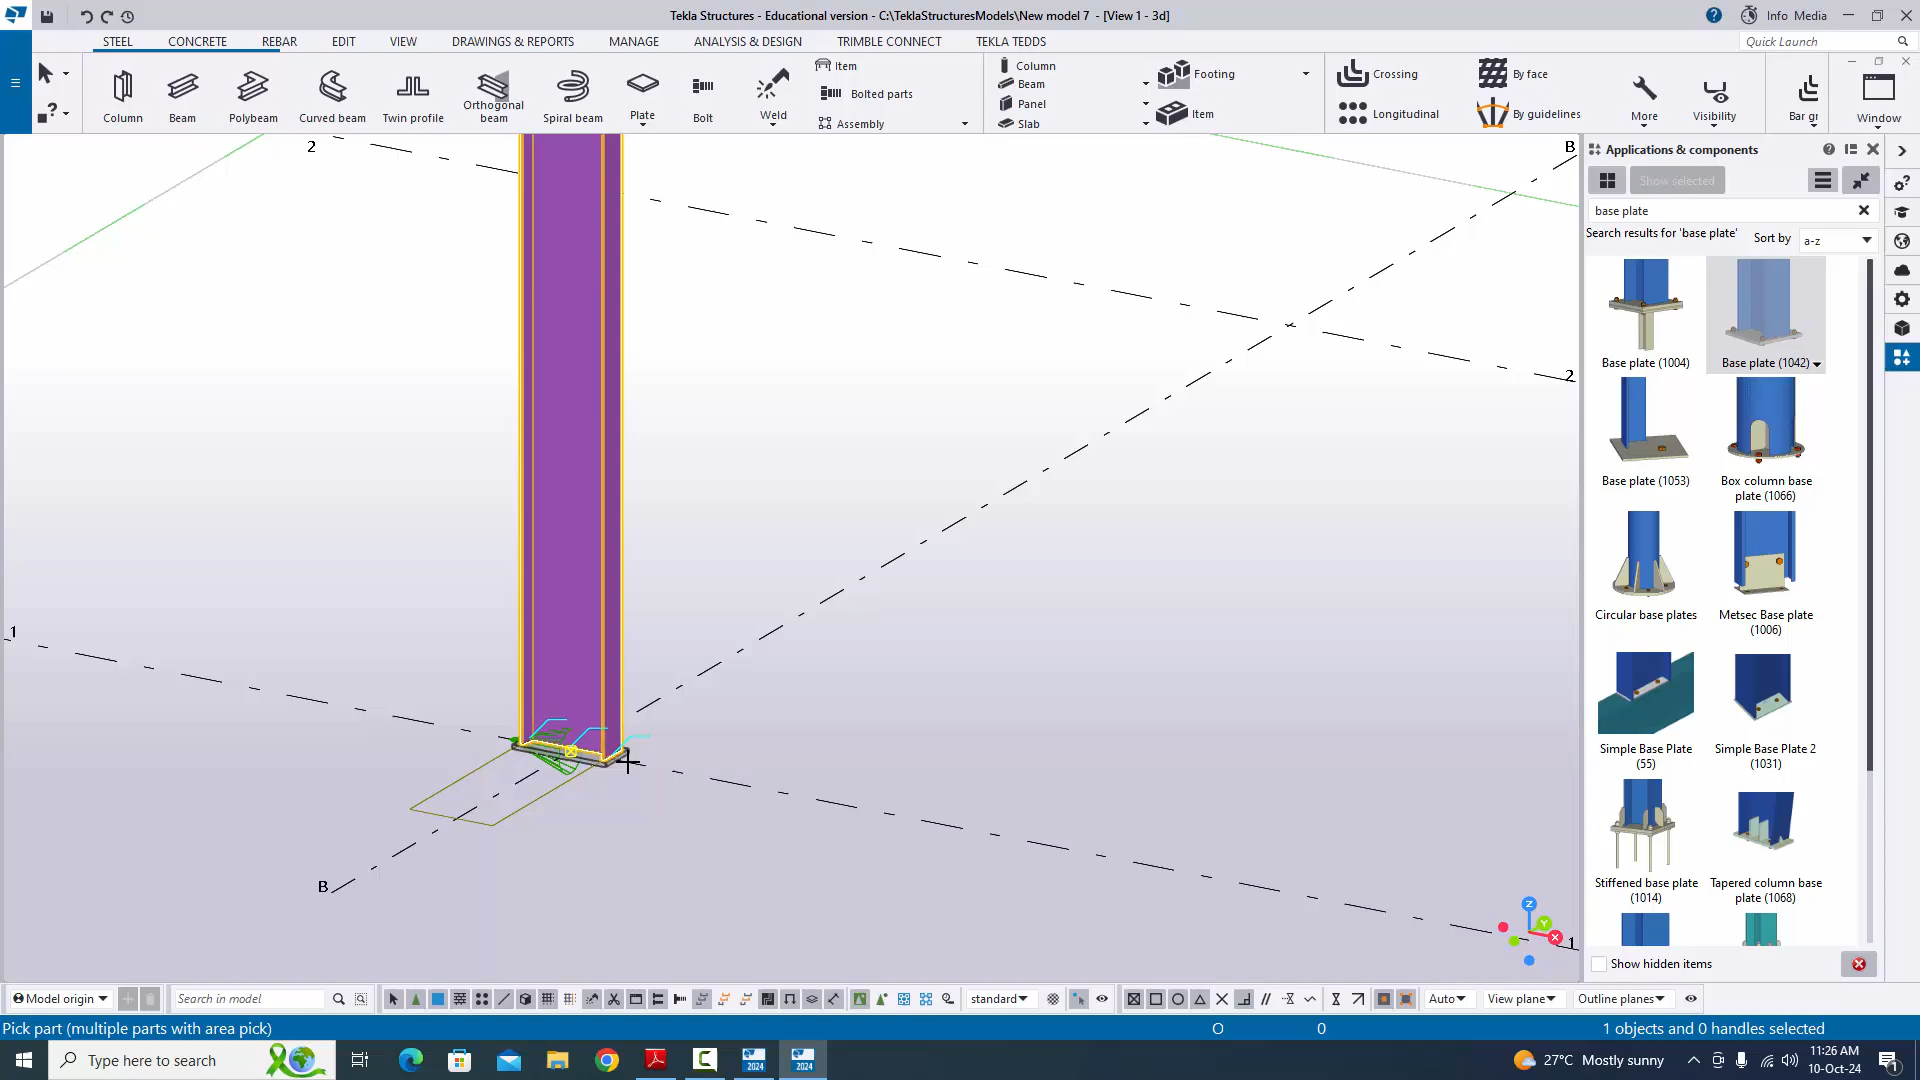 Tekla Structures - Educational version - C:\TeklaStructuresModels\New model 7 - [View 1 - 3d]
Info Media
STEEL CONCRETE REBAR EDIT VIEW DRAWINGS & REPORTS MANAGE ANALYSIS & DESIGN TRIMBLE CONNECT TEKLA TEDDS
Quick Launch
Column
Beam
Polybeam
Curved beam
Twin profile
Orthogonal
beam
Spiral beam
Plate
Bolt
Weld
Item
Bolted parts
Assembly
Column
Beam
Panel
Slab
Footing
Item
Crossing
Longitudinal
By face
By guidelines
More
Visibility
Bar gr
Window
2
B
2
1
B
1
Z
Y
X
Applications & components
Show selected
base plate
Search results for 'base plate'
Sort by
a-z
Base plate (1004)
Base plate (1042)
Base plate (1053)
Box column base
plate (1066)
Circular base plates
Metsec Base plate
(1006)
Simple Base Plate
(55)
Simple Base Plate 2
(1031)
Stiffened base plate
(1014)
Tapered column base
plate (1068)
Show hidden items
Model origin
Search in model
standard
Auto
View plane
Outline planes
Pick part (multiple parts with area pick)
O
0
1 objects and 0 handles selected
Type here to search
2024
2024
27°C Mostly sunny
11:26 AM
10-Oct-24
1